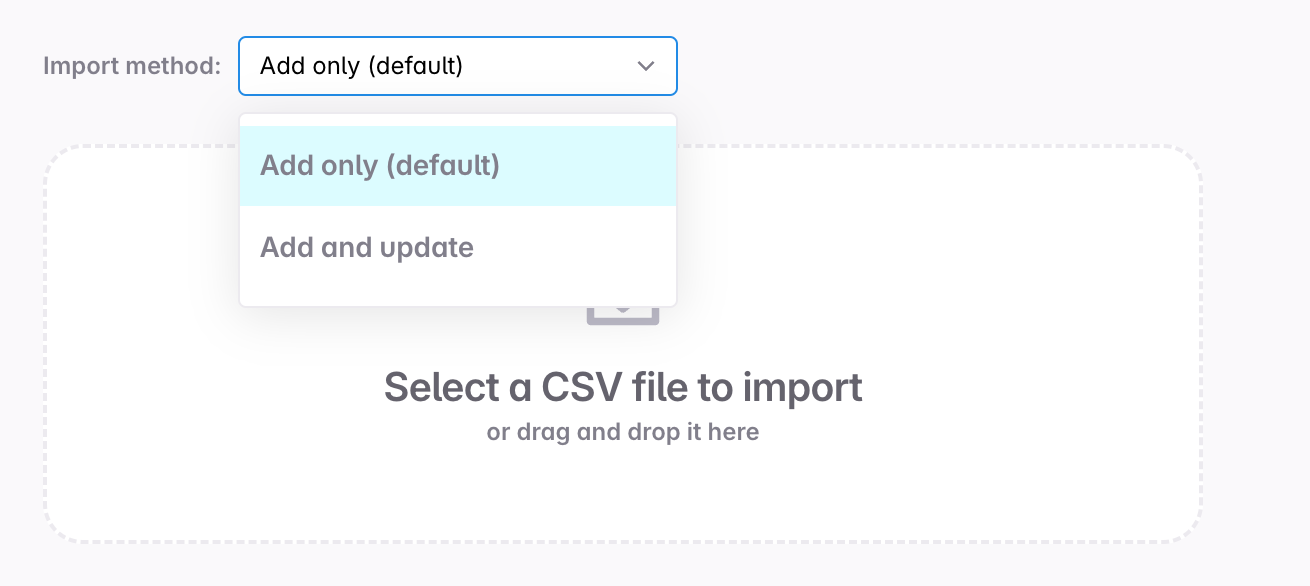 Import method: Add only (default)
Add only (default)
Add and update
Select a CSV file to import
or drag and drop it here